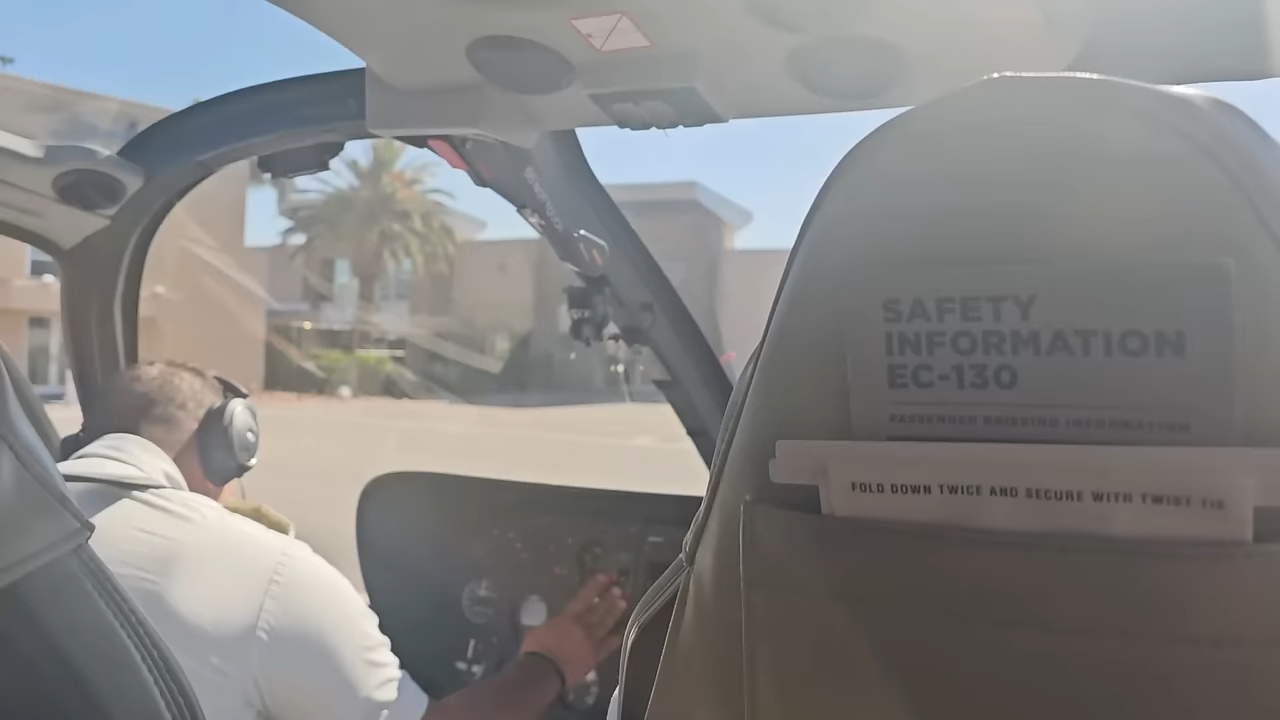 SAFETY
INFORMATION
EC-130
PASSENGER BRIEFING INFORMATION
FOLD DOWN TWICE AND SECURE WITH TWIST TIE